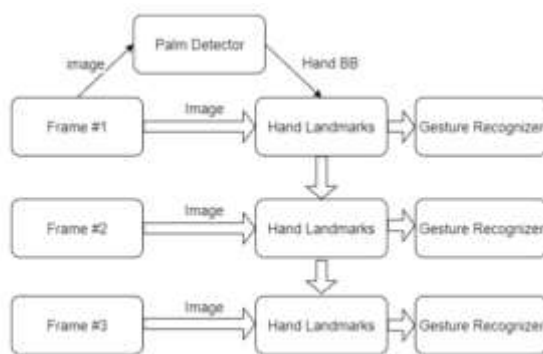 Palm Detector
image
Hand BB
Image
Frame #1
Hand Landmarks
Gesture Recognizer
Image
Frame #2
Hand Landmarks
Gesture Recognizer
Image
Frame #3
Hand Landmarks
Gesture Recognizer